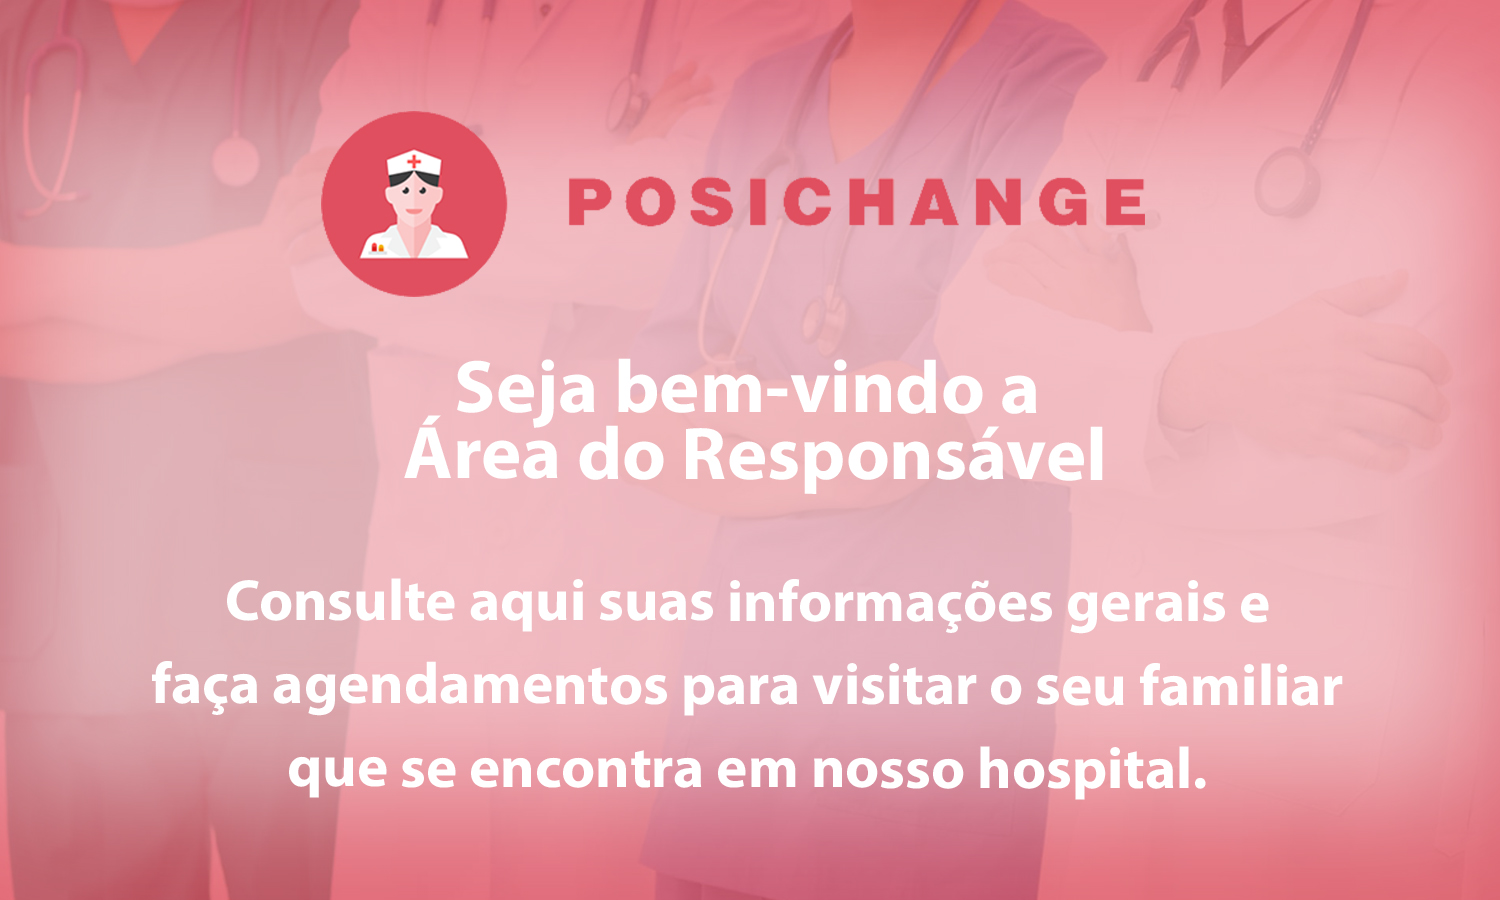 POSICHANGE
Seja bem-vindo a
Área do Responsável
Consulte aqui suas informações gerais e
faça agendamentos para visitar o seu familiar
que se encontra em nosso hospital.